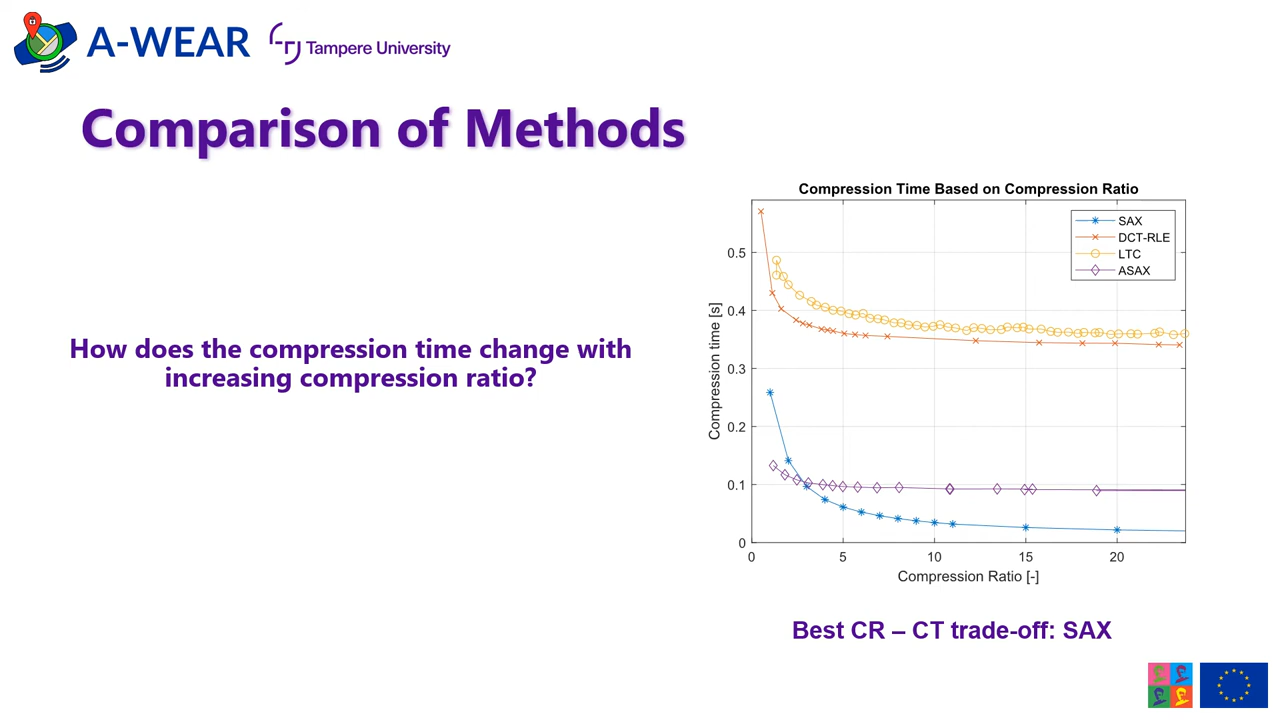 A-WEAR
Tampere University
Comparison of Methods
How does the compression time change with
increasing compression ratio?
Compression Time Based on Compression Ratio
SAX
DCT-RLE
LTC
ASAX
Compression time [s]
0.5
0.4
0.3
0.2
0.1
0
0
5
10
15
20
Compression Ratio [-]
Best CR – CT trade-off: SAX